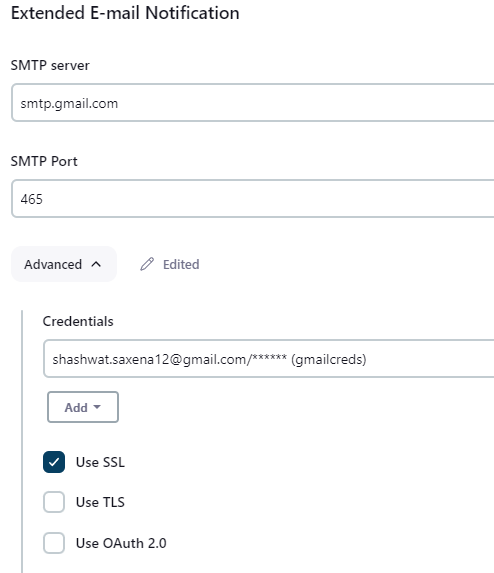 Extended E-mail Notification
SMTP server
smtp.gmail.com
SMTP Port
465
Advanced
Edited
Credentials
shashwat.saxena12@gmail.com/****** (gmailcreds)
Add
Use SSL
Use TLS
Use OAuth 2.0